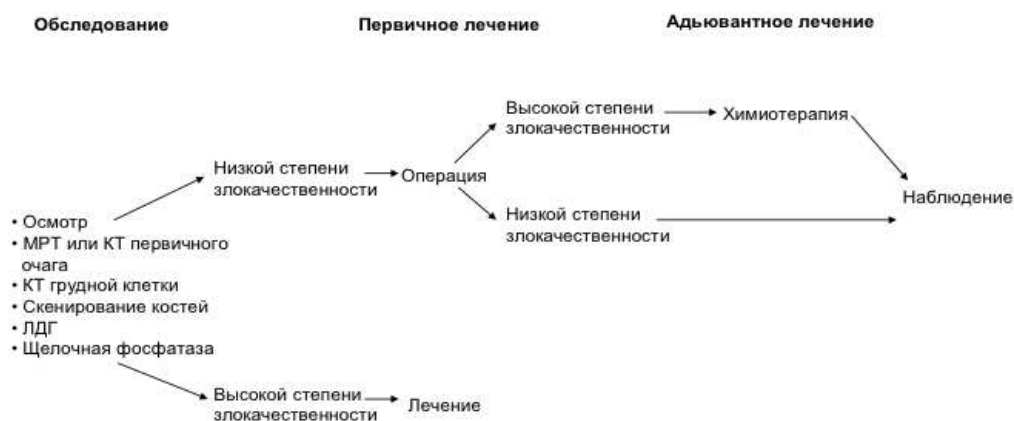 Обследование
Первичное лечение
Адьювантное лечение
Высокой степени
злокачественности
Химиотерапия
Низкой степени
злокачественности
Операция
Наблюдение
Низкой степени
злокачественности
• Осмотр
• МРТ или КТ первичного
очага
• КТ грудной клетки
• Скенирование костей
• ЛДГ
• Щелочная фосфатаза
Высокой степени
злокачественности
Лечение